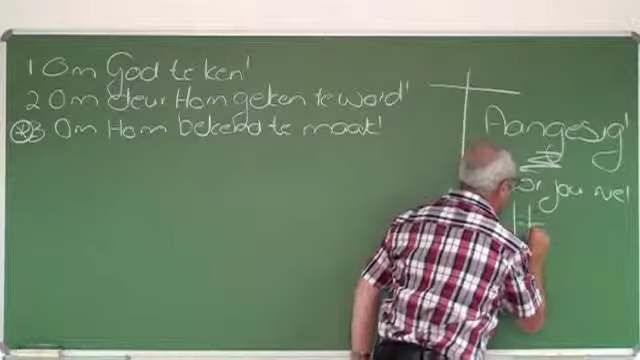 1 Om God te ken!
2 Om deur Hom geken te word!
3 Om Hom bekend te maak!
Aangesig!
jou